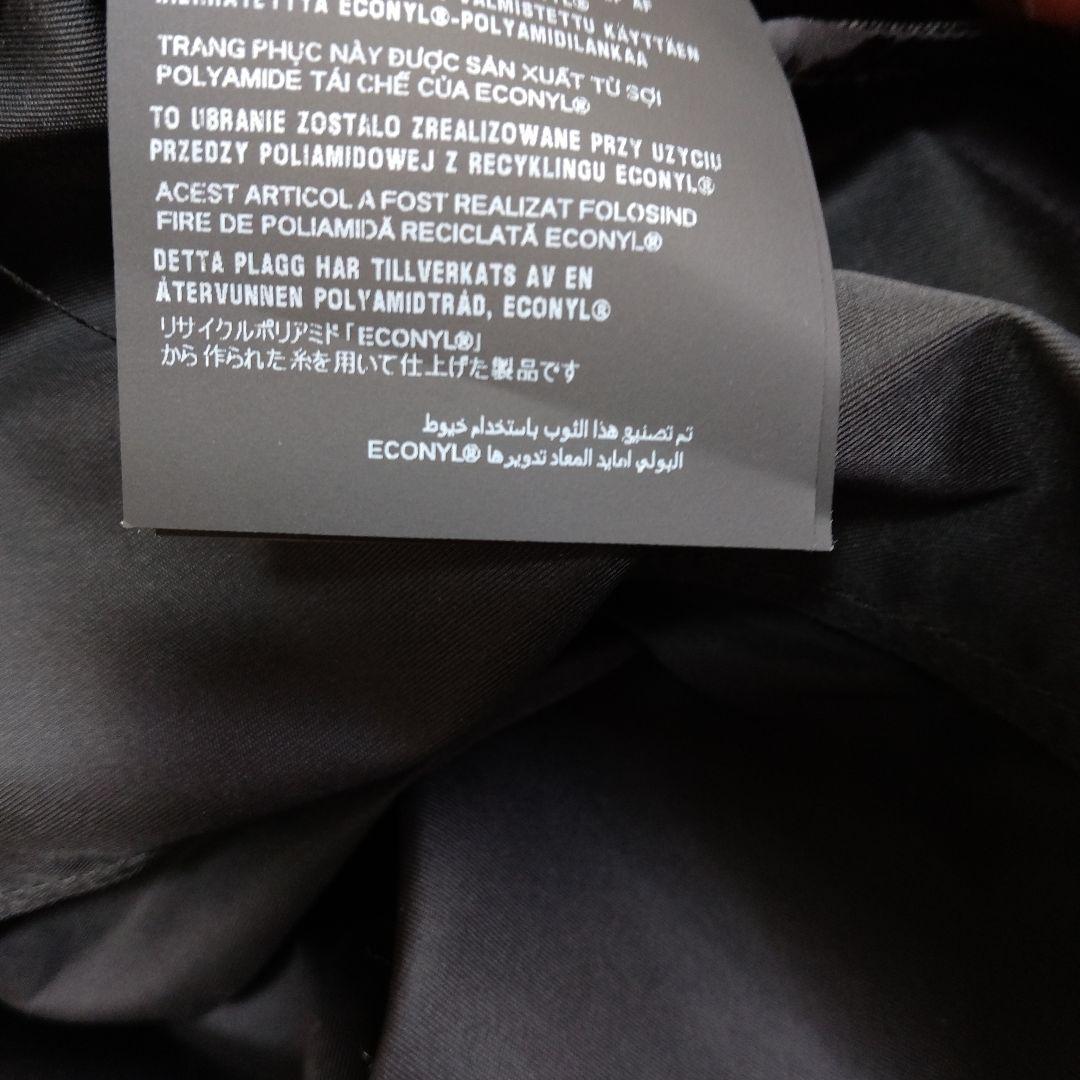 VALMISTETTU KÄYTTÄEN
ECONYL®-POLYAMIDILANKAA
TRANG PHỤC NÀY ĐƯỢC SẢN XUẤT TỪ SỢI
POLYAMIDE TÁI CHẾ CỦA ECONYL®
TO UBRANIE ZOSTALO ZREALIZOWANE PRZY UZYCIU
PRZEDZY POLIAMIDOWEJ Z RECYKLINGU ECONYL®
ACEST ARTICOL A FOST REALIZAT FOLOSIND
FIRE DE POLIAMIDĂ RECICLATĂ ECONYL®
DETTA PLAGG HAR TILLVERKATS AV EN
ÅTERVUNNEN POLYAMIDTRÅD, ECONYL®
リサイクルポリアミド「ECONYL®」
から作られた糸を用いて仕上げた製品です
تم تصنيع هذا الثوب باستخدام خيوط
البولي امايد المعاد تدويرها ECONYL®